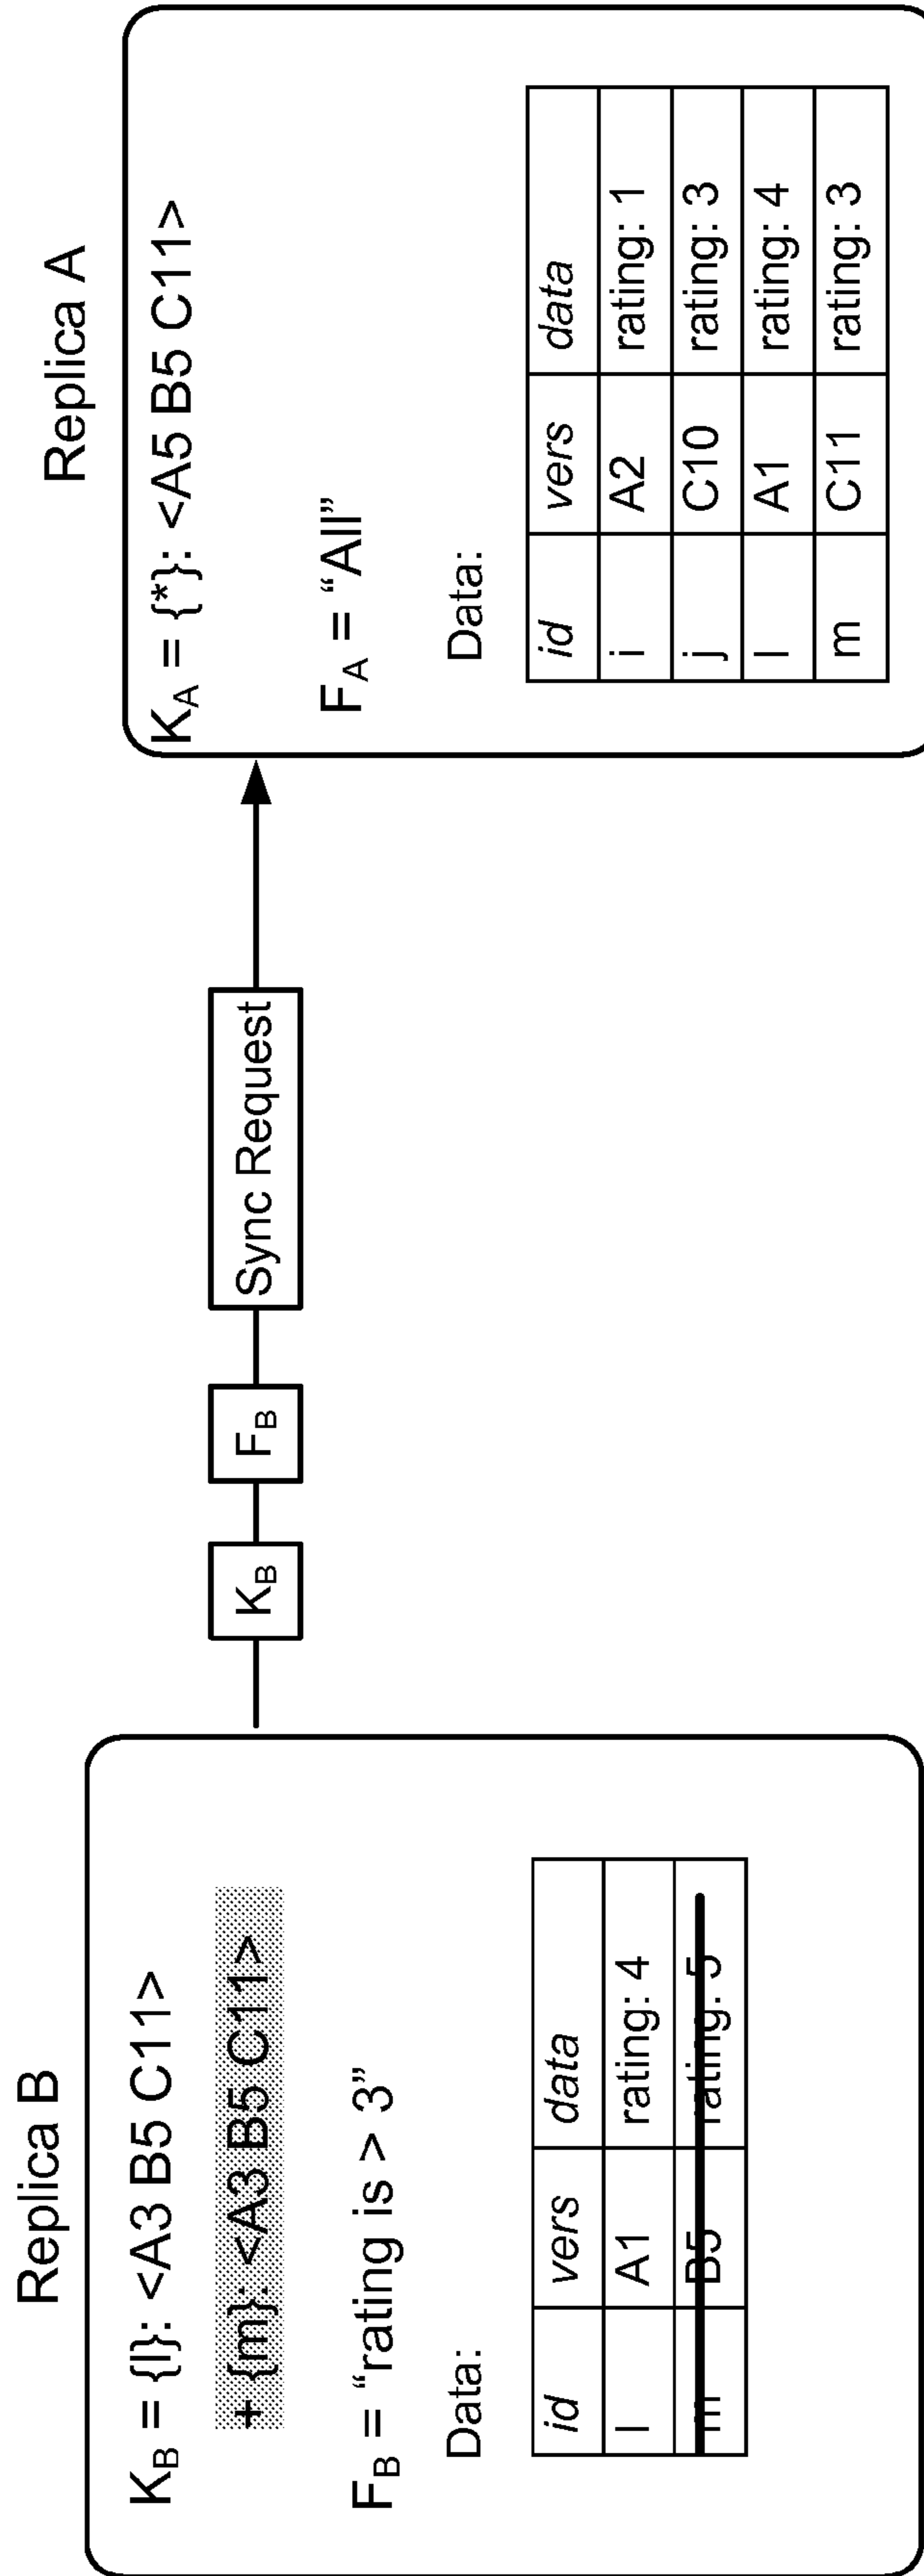 Replica B
K_B = {l}: <A3 B5 C11>
+ {m}: <A3 B5 C11>
F_B = “rating is > 3”
Data:
id vers data
l A1 rating: 4
m B5 rating: 5
K_B
F_B
Sync Request
Replica A
K_A = {*}: <A5 B5 C11>
F_A = “All”
Data:
id vers data
i A2 rating: 1
j C10 rating: 3
l A1 rating: 4
m C11 rating: 3